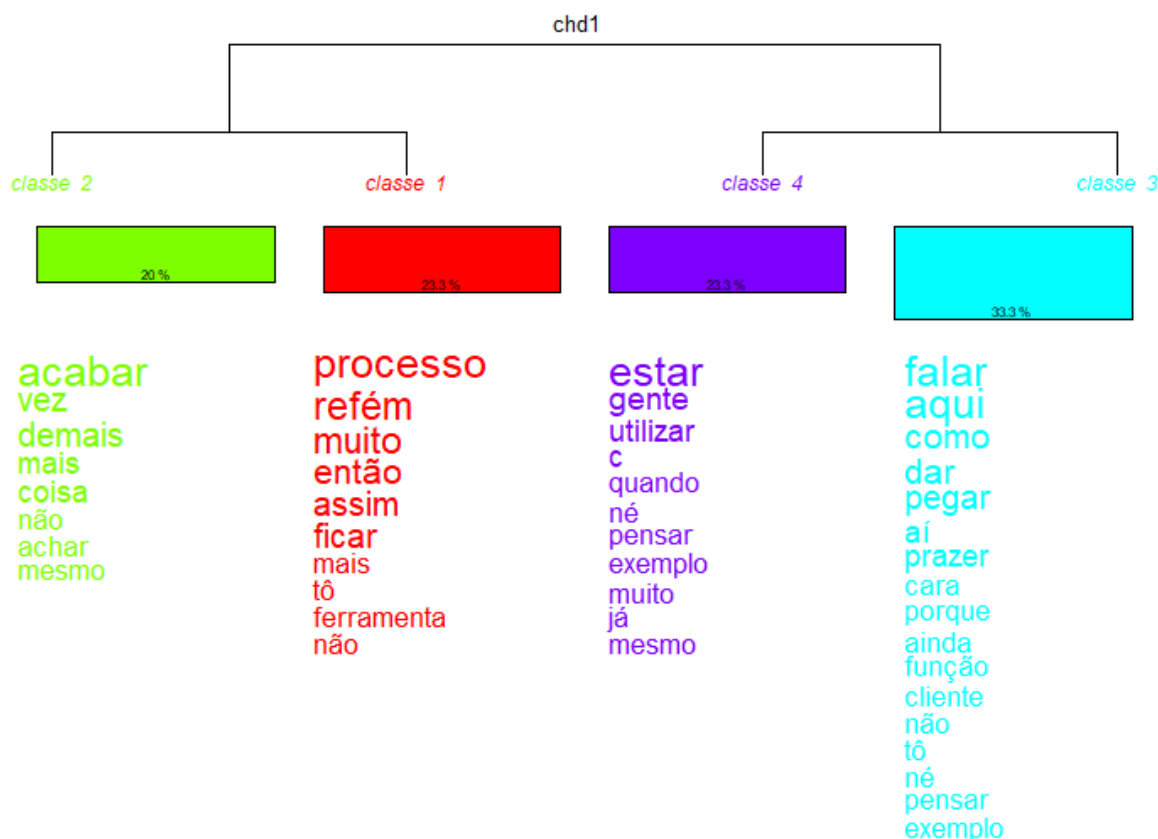 chd1
classe 2
classe 1
classe 4
classe 3
20 %
23.3 %
23.3 %
33.3 %
acabar
vez
demais
mais
coisa
não
achar
mesmo
processo
refém
muito
então
assim
ficar
mais
tô
ferramenta
não
estar
gente
utilizar
c
quando
né
pensar
exemplo
muito
já
mesmo
falar
aqui
como
dar
pegar
aí
prazer
cara
porque
ainda
função
cliente
não
tô
né
pensar
exemplo